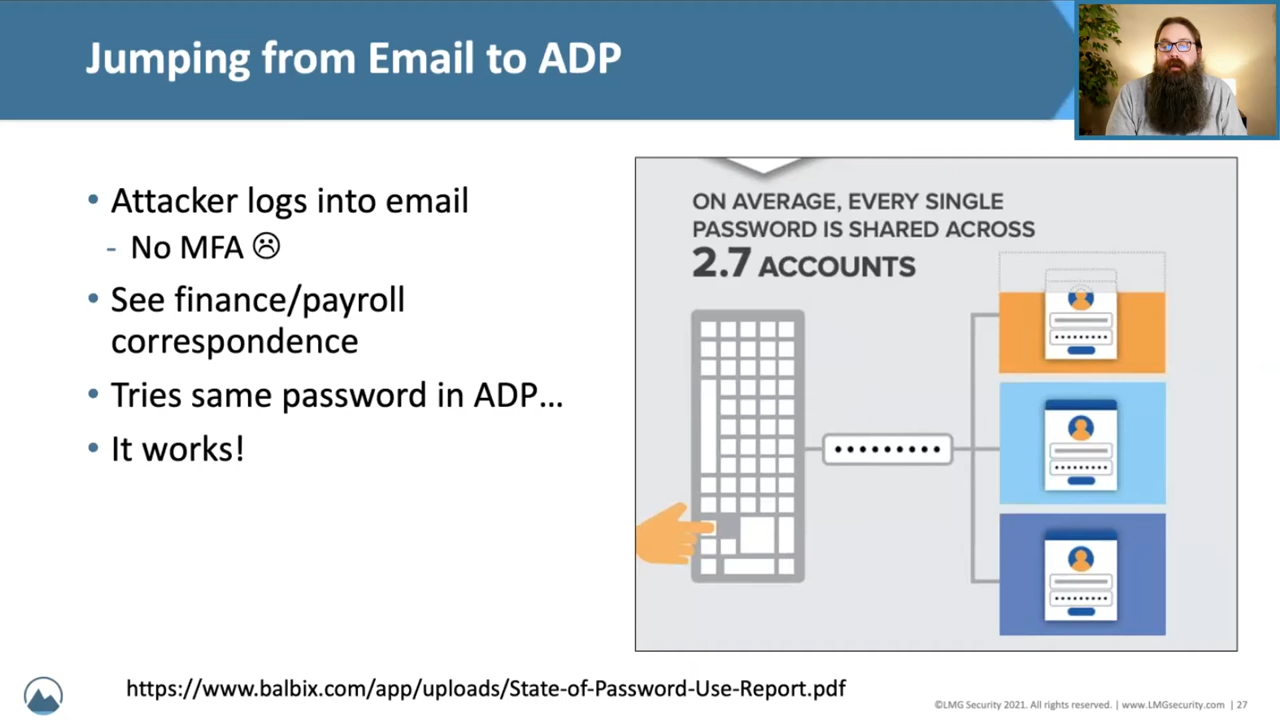 Jumping from Email to ADP
• Attacker logs into email
- No MFA ☹
• See finance/payroll
correspondence
• Tries same password in ADP…
• It works!
ON AVERAGE, EVERY SINGLE
PASSWORD IS SHARED ACROSS
2.7 ACCOUNTS
https://www.balbix.com/app/uploads/State-of-Password-Use-Report.pdf
©LMG Security 2021. All rights reserved. | www.LMGsecurity.com | 27